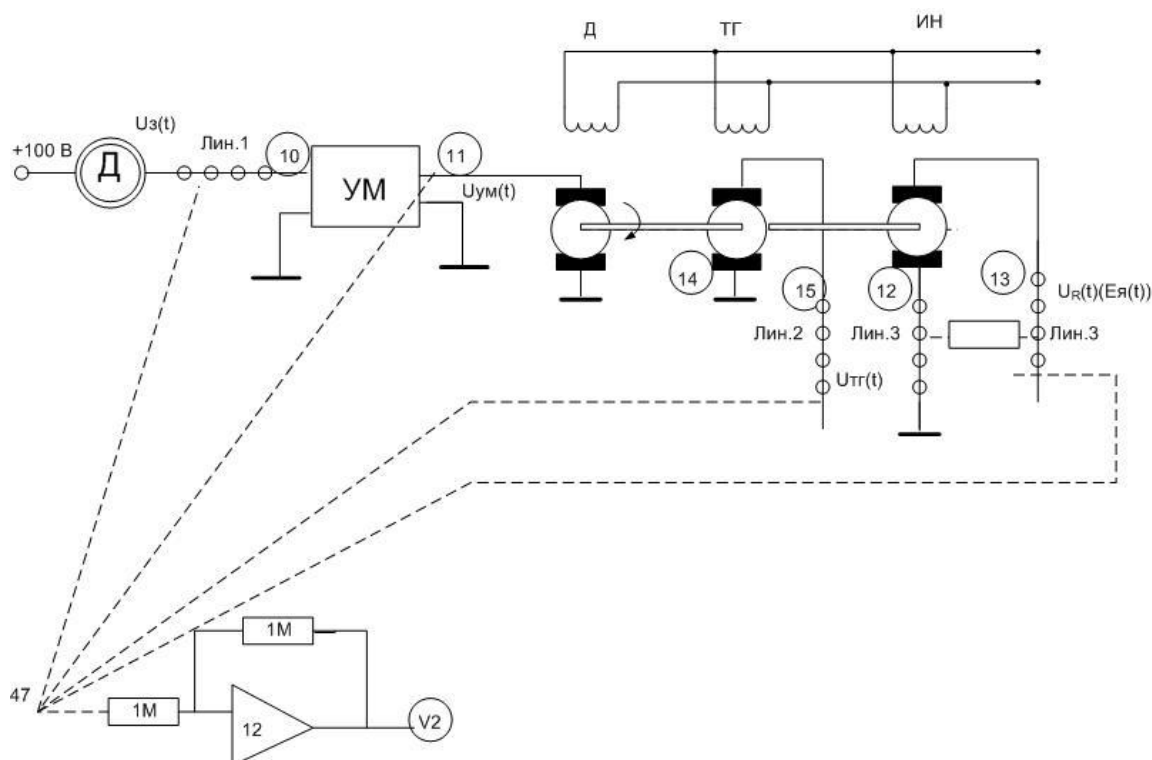 Д ТГ ИН
Uз(t)
+100 В Д Лин.1 10 УМ 11
Uум(t)
14 15 12 13 UR(t)(Eя(t))
Лин.2 Лин.3 Лин.3
Uтг(t)
1М
47
1М 12 V2